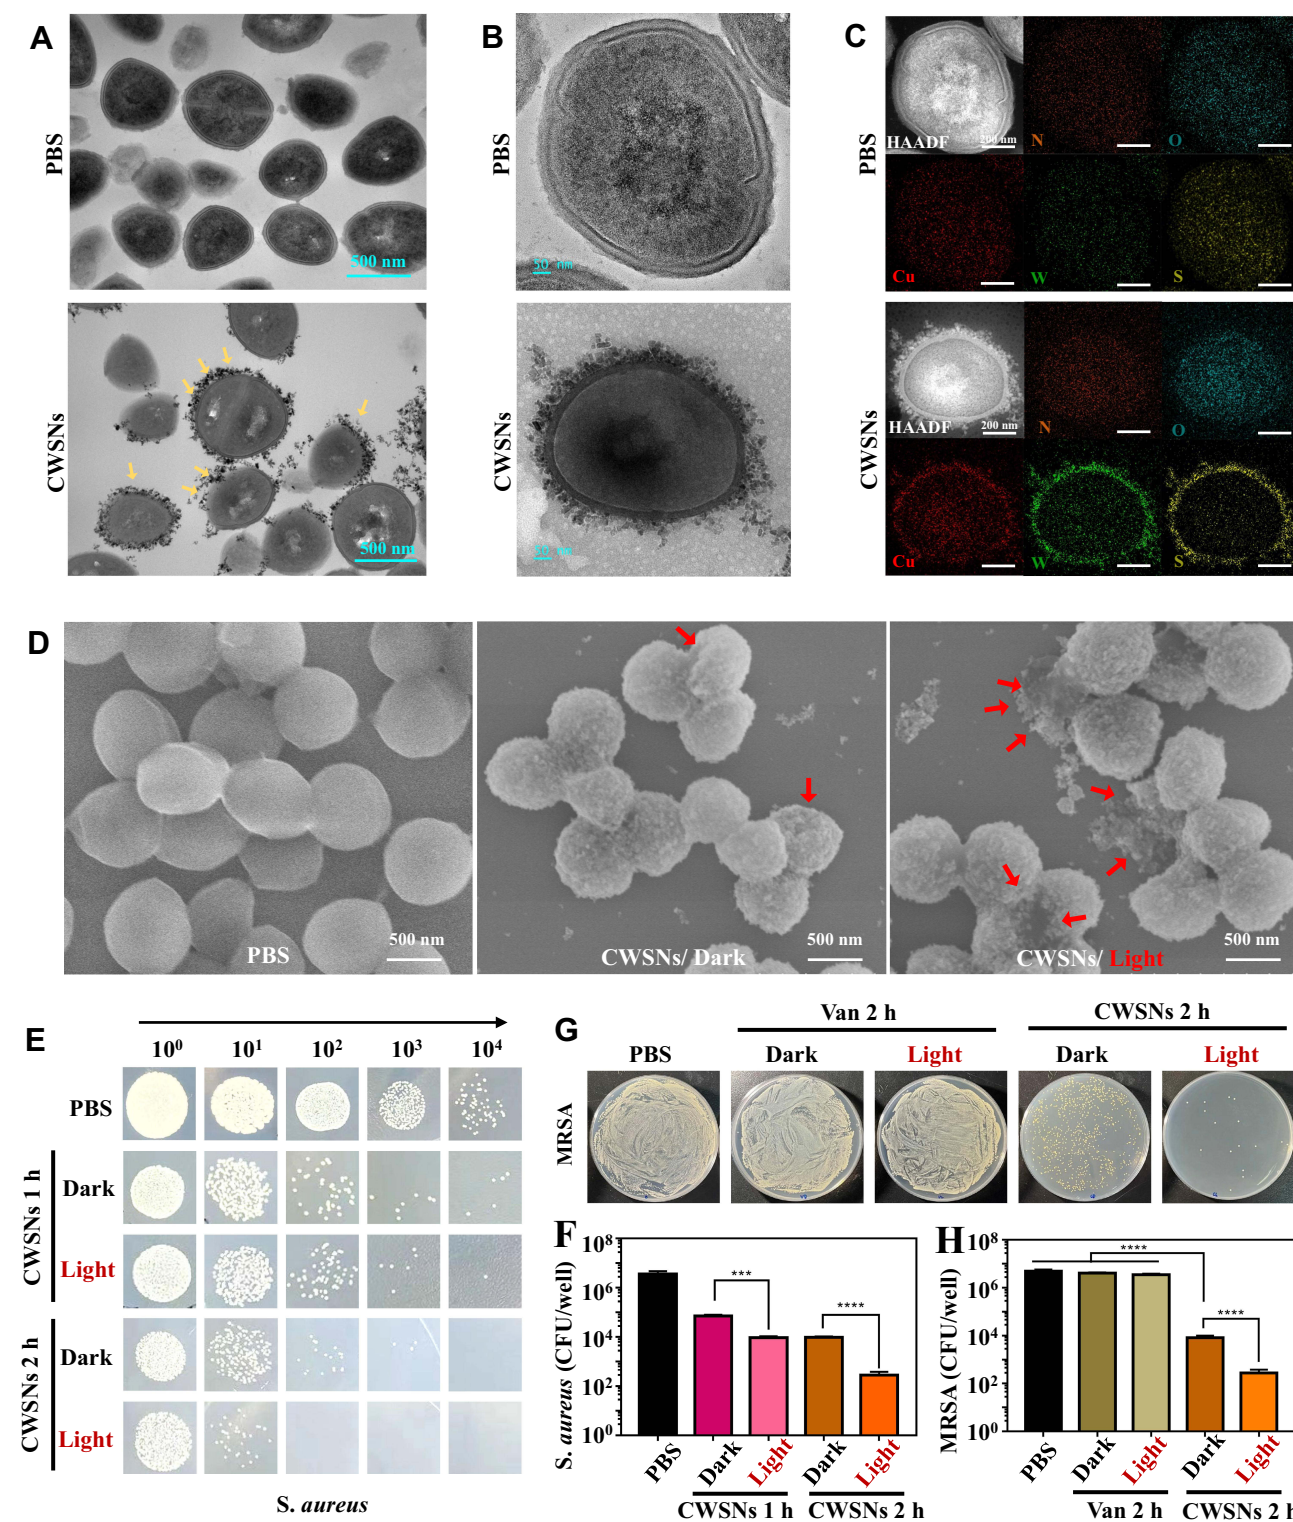 A
B
C
PBS
500 nm
PBS
50 nm
PBS
HAADF
200 nm
N
O
Cu
W
S
CWSNs
500 nm
CWSNs
50 nm
CWSNs
HAADF
200 nm
N
O
Cu
W
S
D
PBS
500 nm
CWSNs/ Dark
500 nm
CWSNs/ Light
500 nm
E
10⁰
10¹
10²
10³
10⁴
PBS
CWSNs 1 h
Dark
Light
CWSNs 2 h
Dark
Light
S. aureus
G
Van 2 h
CWSNs 2 h
PBS
Dark
Light
Dark
Light
MRSA
F
S. aureus (CFU/well)
10⁸
10⁶
10⁴
10²
10⁰
***
****
PBS
Dark
Light
Dark
Light
CWSNs 1 h
CWSNs 2 h
H
MRSA (CFU/well)
10⁸
10⁶
10⁴
10²
10⁰
****
****
PBS
Dark
Light
Dark
Light
Van 2 h
CWSNs 2 h